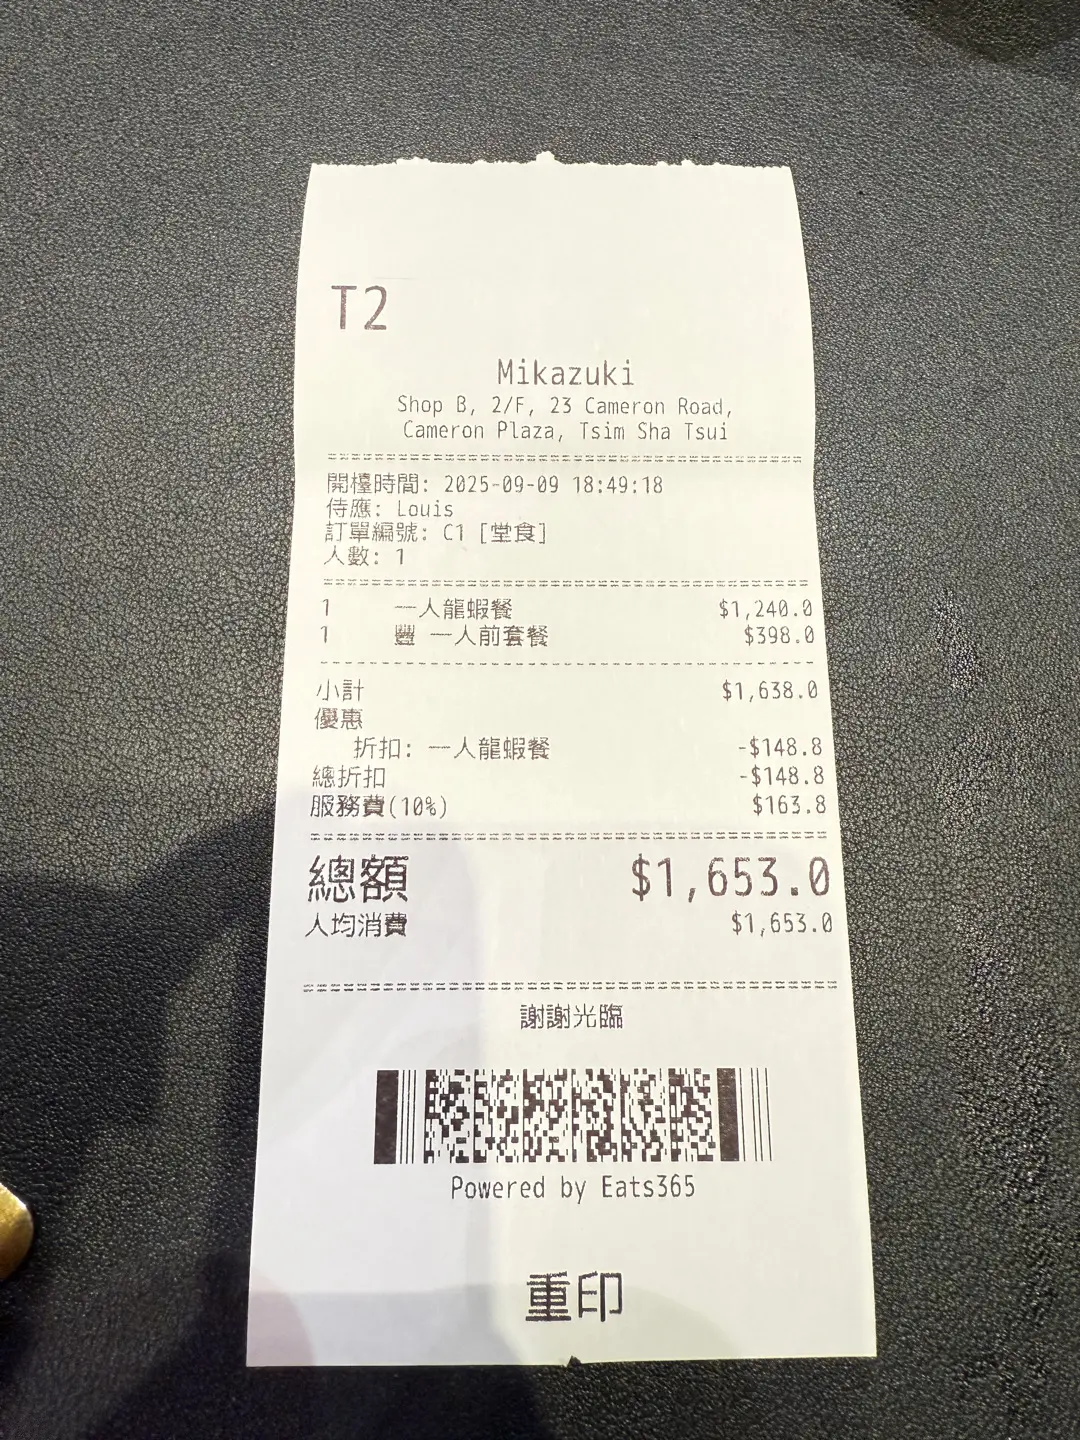 T2
Mikazuki
Shop B, 2/F, 23 Cameron Road,
Cameron Plaza, Tsim Sha Tsui
開檯時間: 2025-09-09 18:49:18
侍應: Louis
訂單編號: C1 [堂食]
人數: 1
1 一人龍蝦餐 $1,240.0
1 豐 一人前套餐 $398.0
小計 $1,638.0
優惠
折扣: 一人龍蝦餐 -$148.8
總折扣 -$148.8
服務費(10%) $163.8
總額 $1,653.0
人均消費 $1,653.0
謝謝光臨
Powered by Eats365
重印